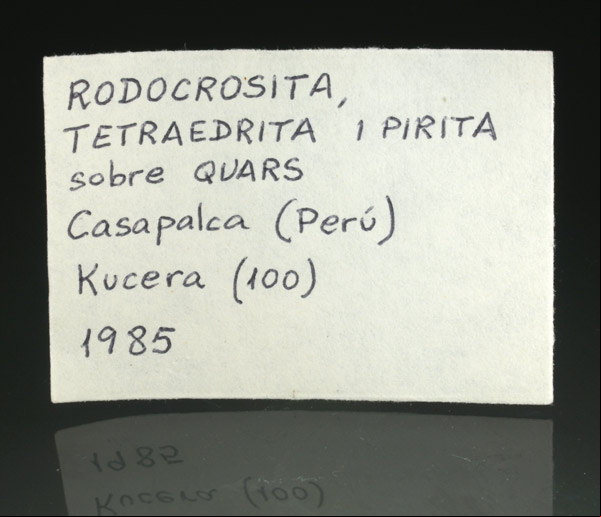 RODOCROSITA,
TETRAEDRITA i PIRITA
sobre QUARS
Casapalca (Perú)
Kucera (100)
1985